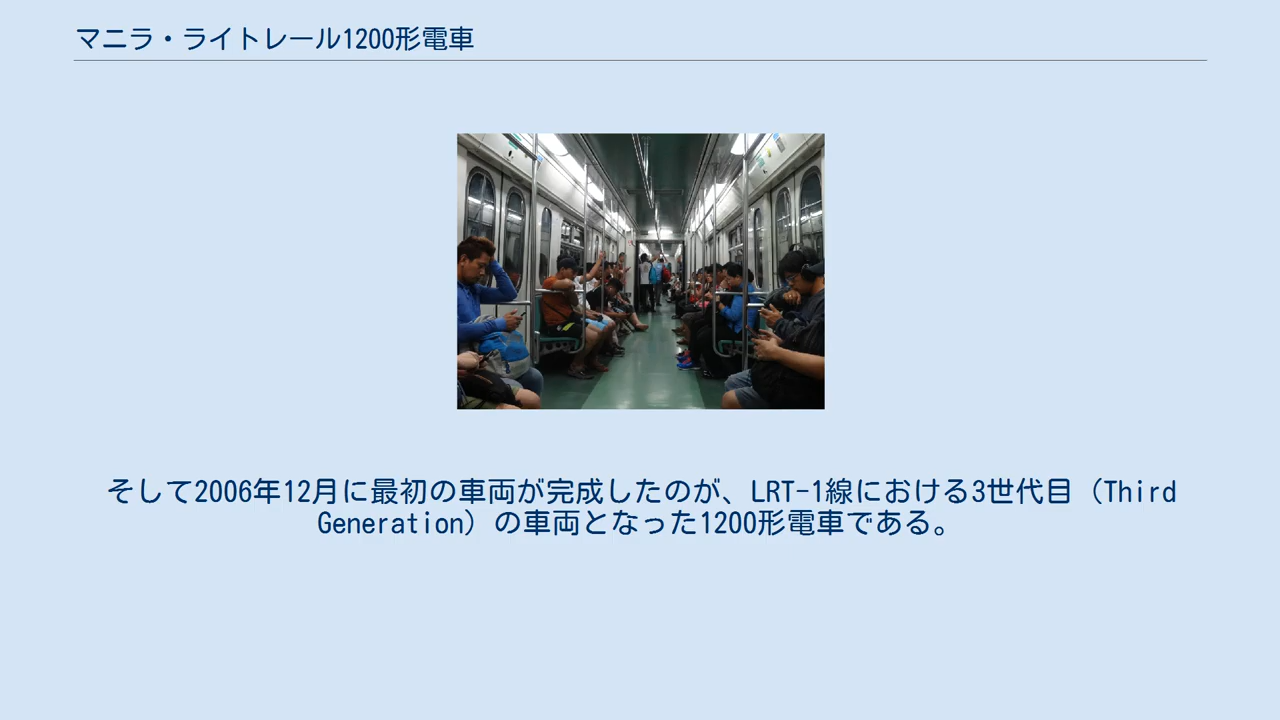 マニラ・ライトレール1200形電車
そして2006年12月に最初の車両が完成したのが、LRT-1線における3世代目（Third
Generation）の車両となった1200形電車である。